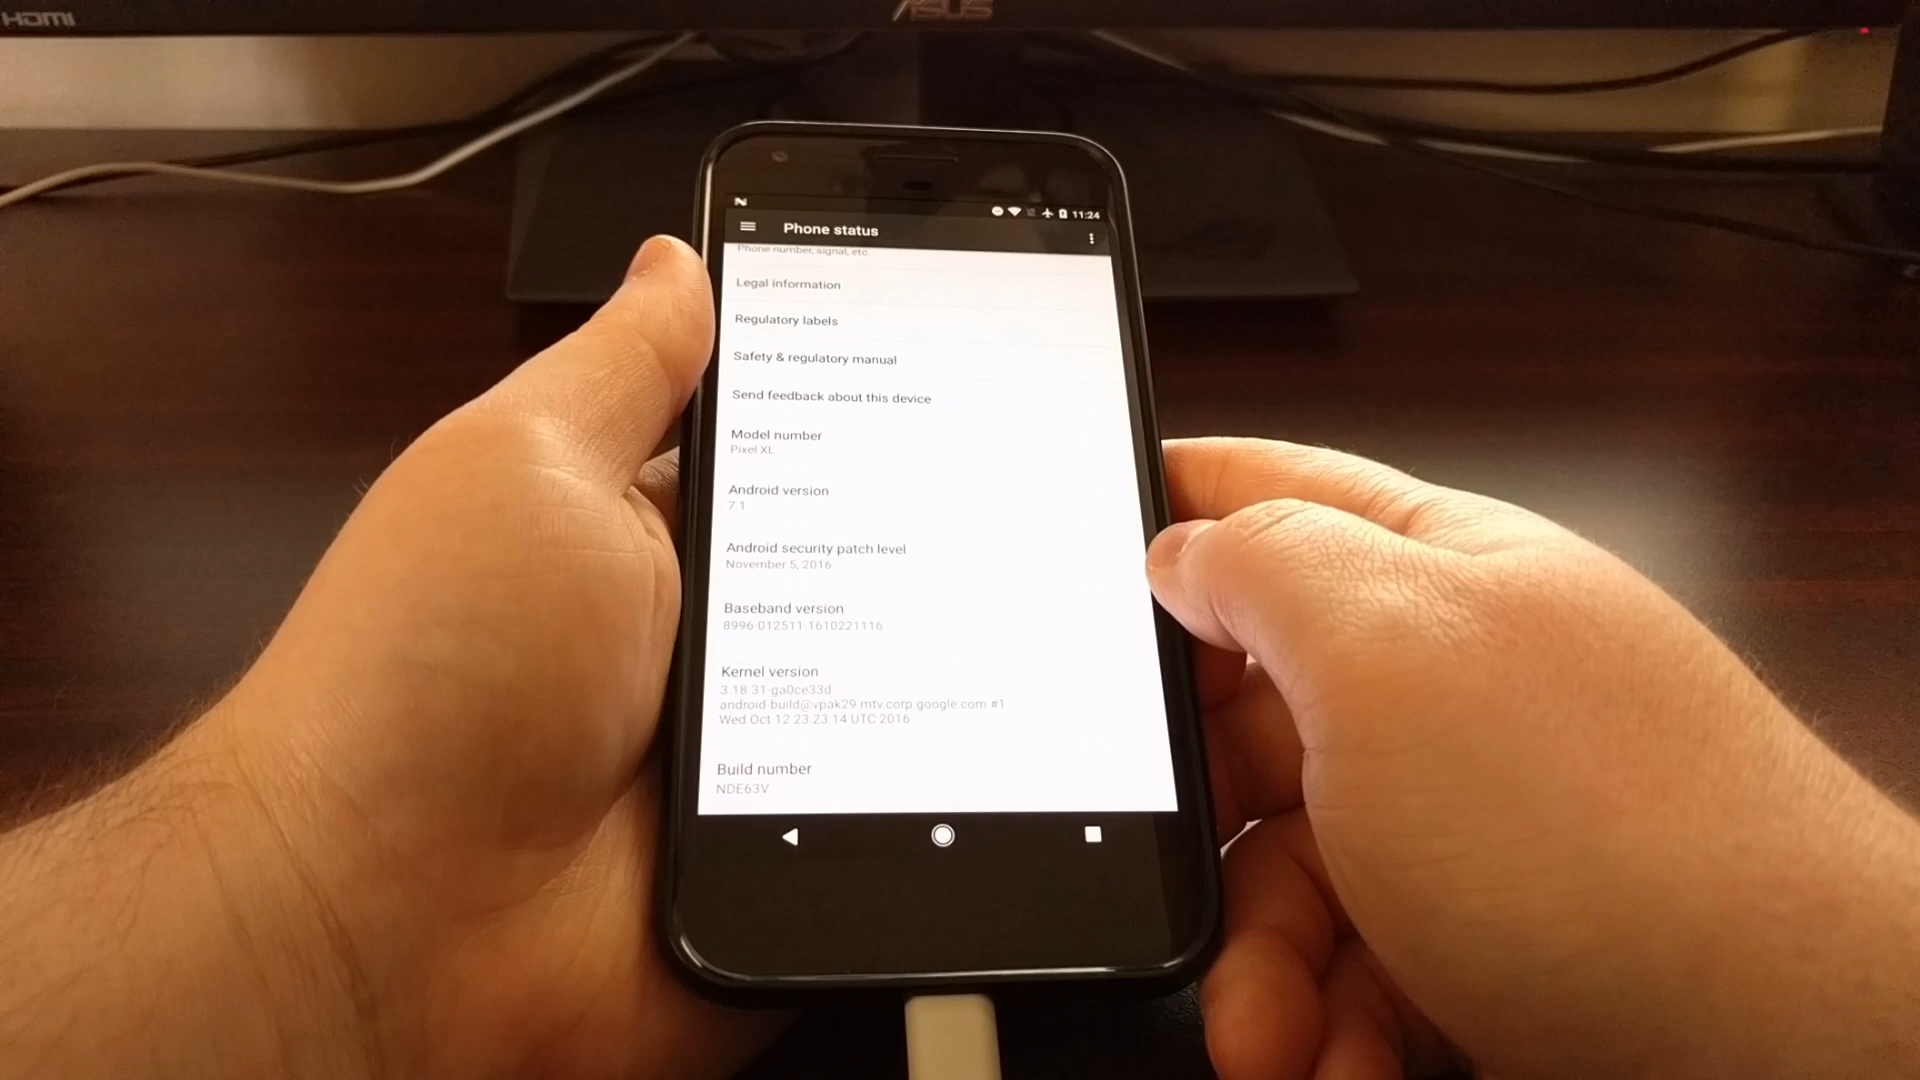 HDMI
ASUS
11:24
Phone status
Phone number, signal, etc.
Legal information
Regulatory labels
Safety & regulatory manual
Send feedback about this device
Model number
Pixel XL
Android version
7.1
Android security patch level
November 5, 2016
Baseband version
8996-012511-1610221116
Kernel version
3.18.31-ga0ce33d
android-build@vpak29.mtv.corp.google.com #1
Wed Oct 12 23:23:14 UTC 2016
Build number
NDE63V